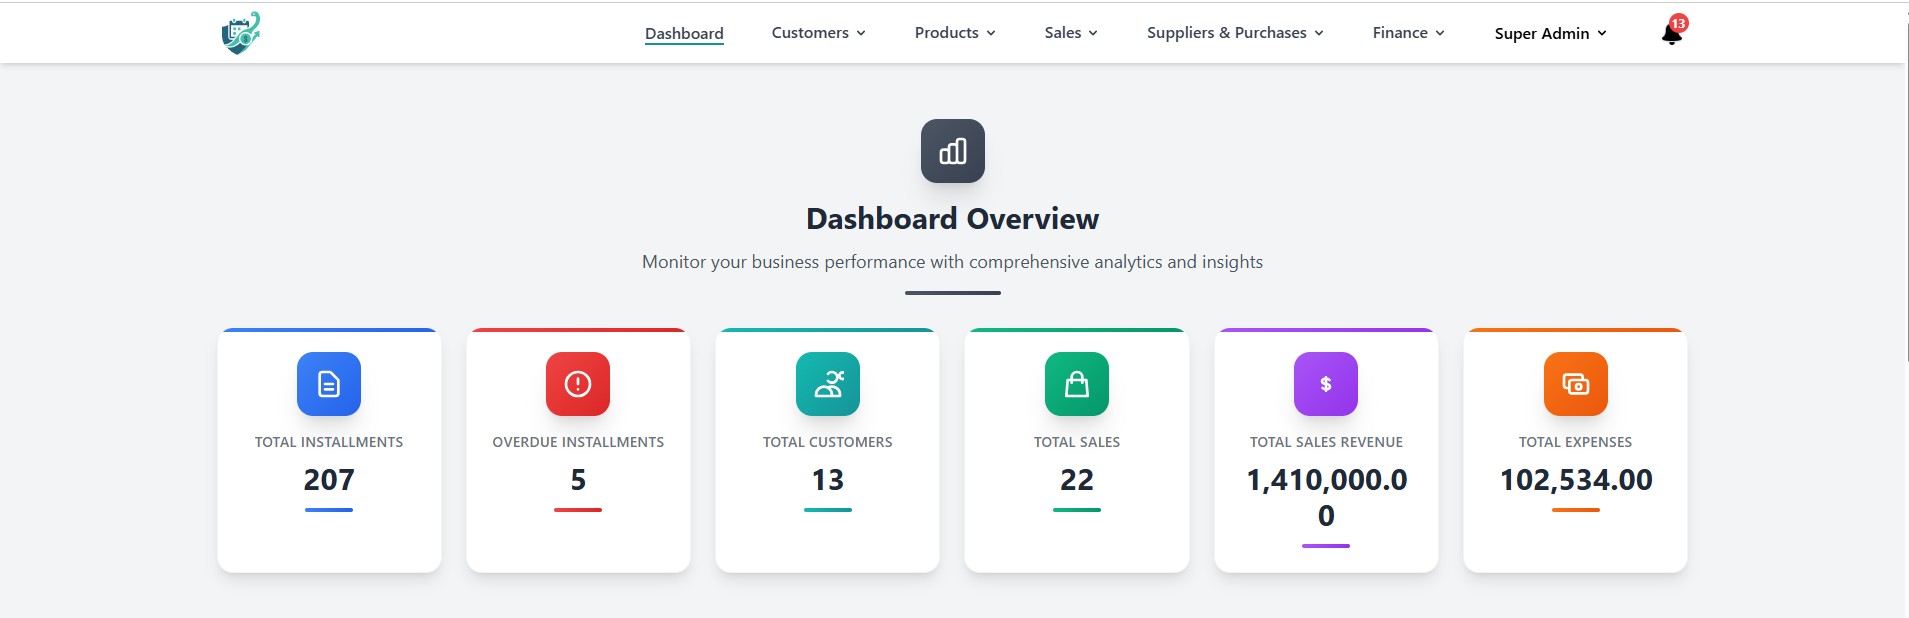 Dashboard
Customers
Products
Sales
Suppliers & Purchases
Finance
Super Admin
13
Dashboard Overview
Monitor your business performance with comprehensive analytics and insights
TOTAL INSTALLMENTS
207
OVERDUE INSTALLMENTS
5
TOTAL CUSTOMERS
13
TOTAL SALES
22
$
TOTAL SALES REVENUE
1,410,000.0
0
TOTAL EXPENSES
102,534.00